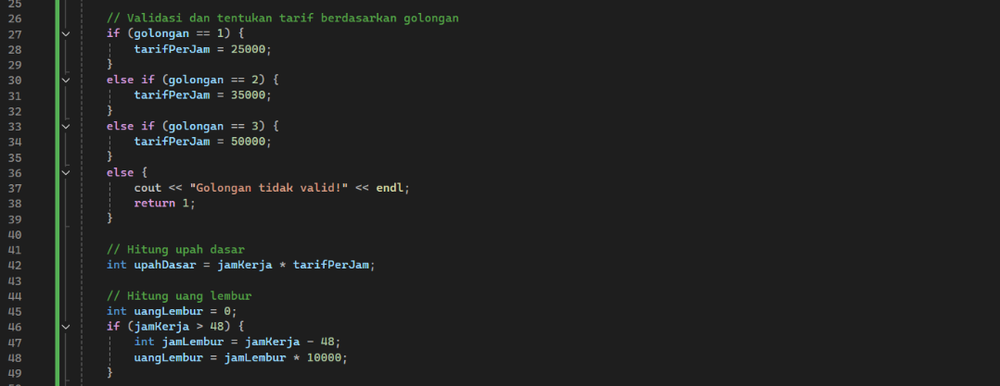 25
26 // Validasi dan tentukan tarif berdasarkan golongan
27 if (golongan == 1) {
28 tarifPerJam = 25000;
29 }
30 else if (golongan == 2) {
31 tarifPerJam = 35000;
32 }
33 else if (golongan == 3) {
34 tarifPerJam = 50000;
35 }
36 else {
37 cout << "Golongan tidak valid!" << endl;
38 return 1;
39 }
40
41 // Hitung upah dasar
42 int upahDasar = jamKerja * tarifPerJam;
43
44 // Hitung uang lembur
45 int uangLembur = 0;
46 if (jamKerja > 48) {
47 int jamLembur = jamKerja - 48;
48 uangLembur = jamLembur * 10000;
49 }